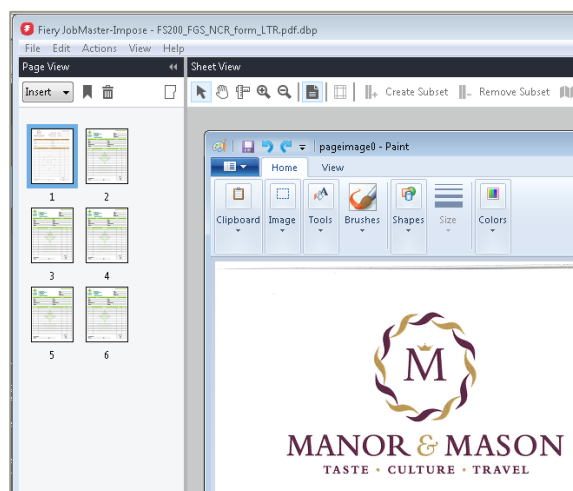 Fiery JobMaster-Impose - FS200_FGS_NCR_form_LTR.pdf.dbp
File Edit Actions View Help
Page View
Sheet View
Insert
Create Subset
Remove Subset
1
2
3
4
5
6
pageimage0 - Paint
Home
View
Clipboard
Image
Tools
Brushes
Shapes
Size
Colors
M
MANOR & MASON
TASTE • CULTURE • TRAVEL